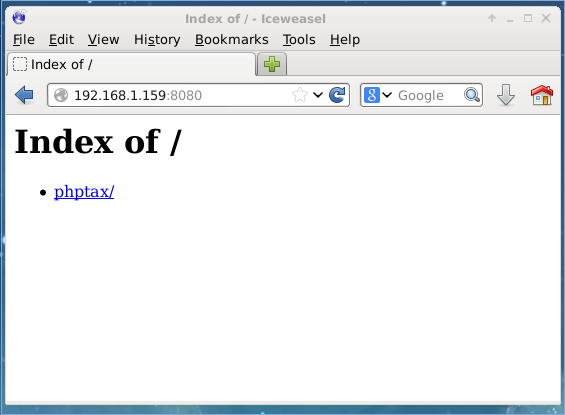 Index of / - Iceweasel
File Edit View History Bookmarks Tools Help
Index of /
192.168.1.159:8080 Google
Index of /
phptax/